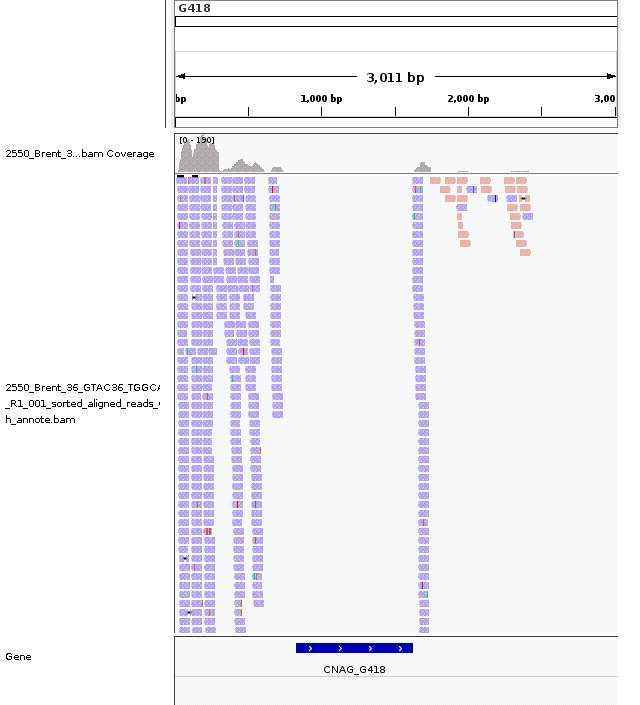 G418
3,011 bp
bp 1,000 bp 2,000 bp 3,00
[0 - 190]
2550_Brent_3...bam Coverage
2550_Brent_36_GTAC36_TGGCA
_R1_001_sorted_aligned_reads_
h_annote.bam
Gene
CNAG_G418